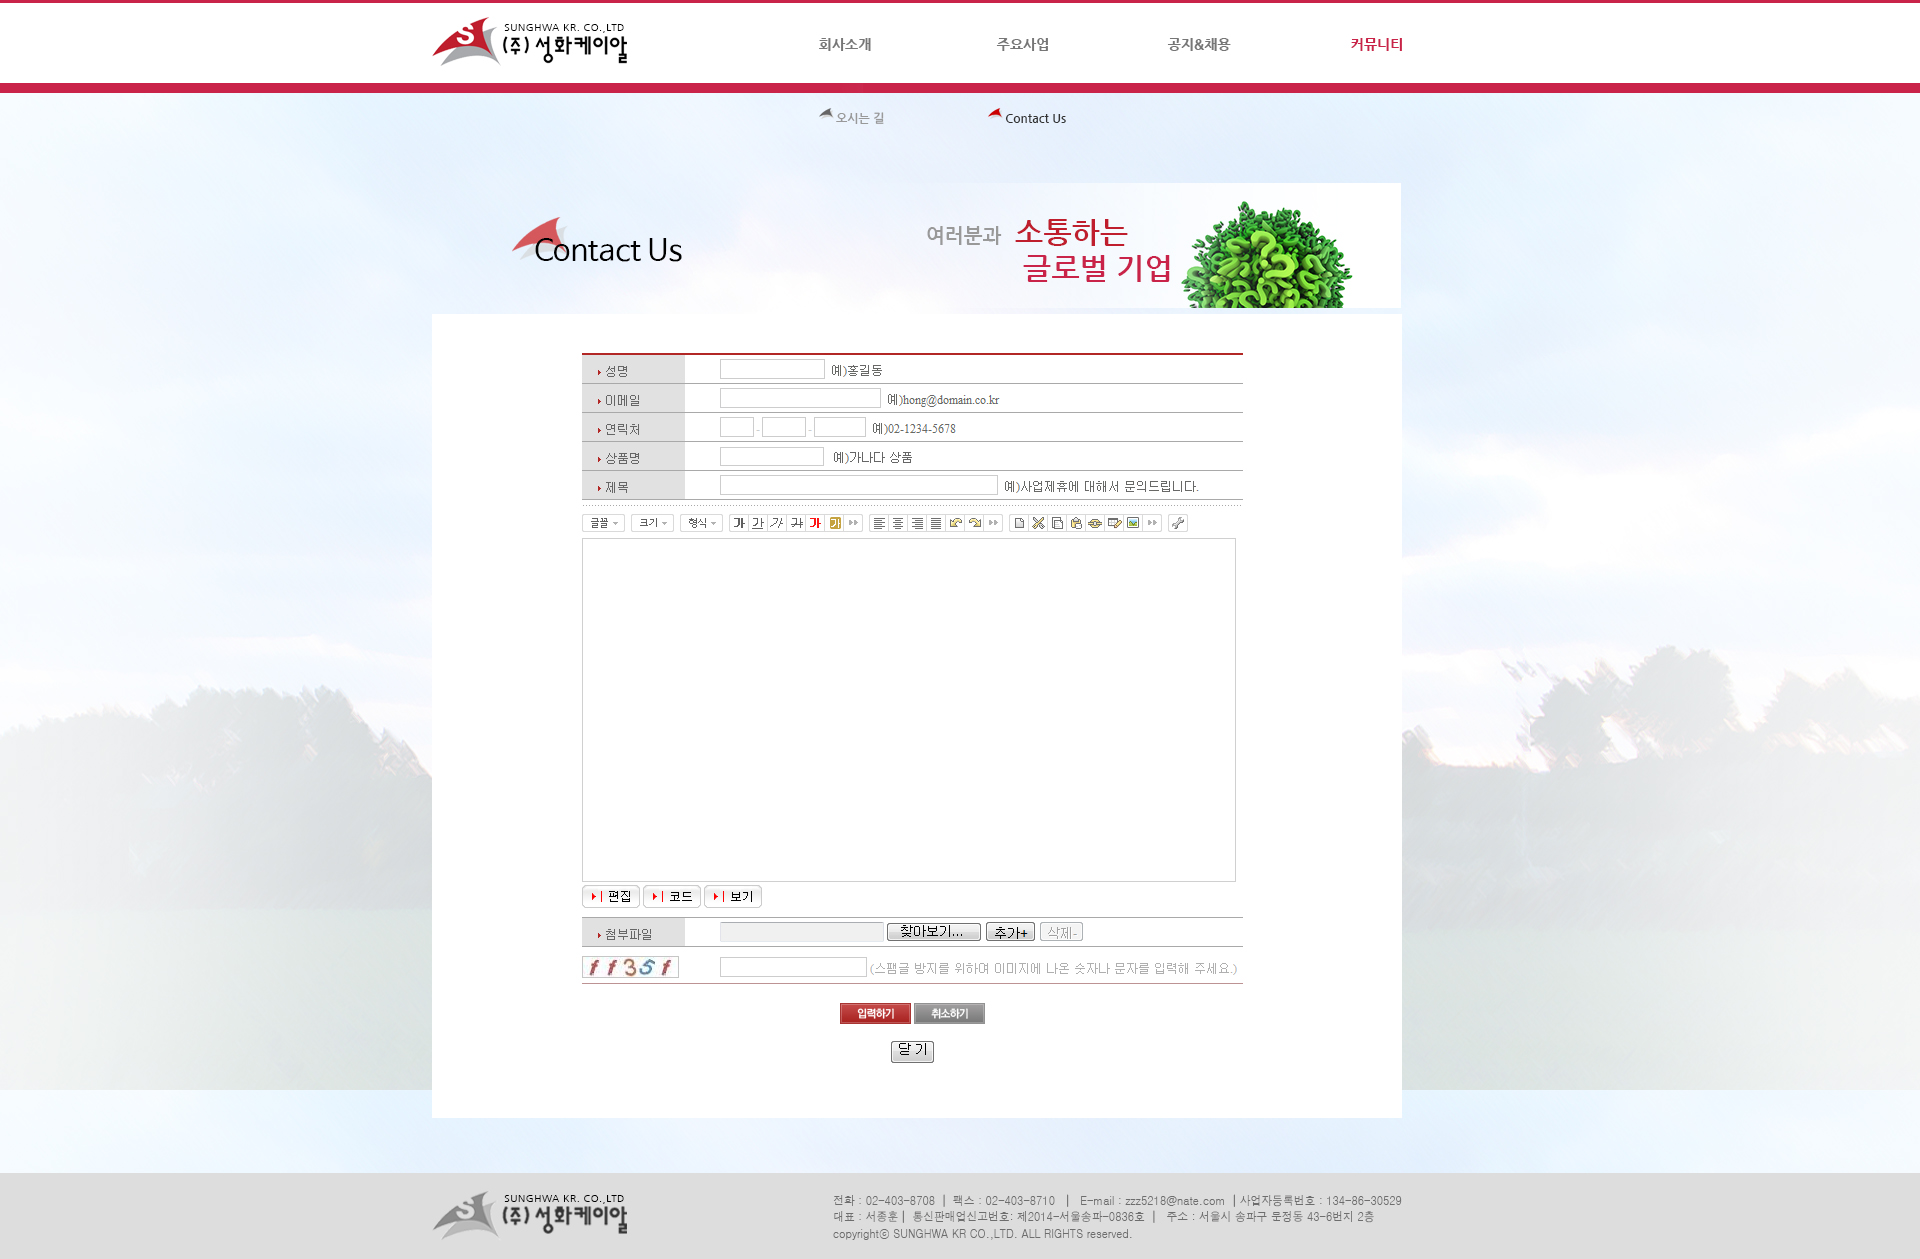 SUNGHWA KR. CO.,LTD
(주) 성화케이알
회사소개 주요사업 공지&채용 커뮤니티
오시는 길 Contact Us
Contact Us
여러분과 소통하는
글로벌 기업
성명 예)홍길동
이메일 예)hong@domain.co.kr
연락처 - - 예)02-1234-5678
상품명 예)가나다 상품
제목 예)사업제휴에 대해서 문의드립니다.
글꼴 크기 형식 가 가 가 가 가 가
편집 코드 보기
첨부파일 찾아보기... 추가+ 삭제-
ff35f (스팸글 방지를 위하여 이미지에 나온 숫자나 문자를 입력해 주세요.)
입력하기 취소하기
닫 기
SUNGHWA KR. CO.,LTD
(주) 성화케이알
전화 : 02-403-8708 | 팩스 : 02-403-8710 | E-mail : zzz5218@nate.com | 사업자등록번호 : 134-86-30529
대표 : 서종훈 | 통신판매업신고번호: 제2014-서울송파-0836호 | 주소 : 서울시 송파구 문정동 43-6번지 2층
copyrightⓒ SUNGHWA KR CO.,LTD. ALL RIGHTS reserved.